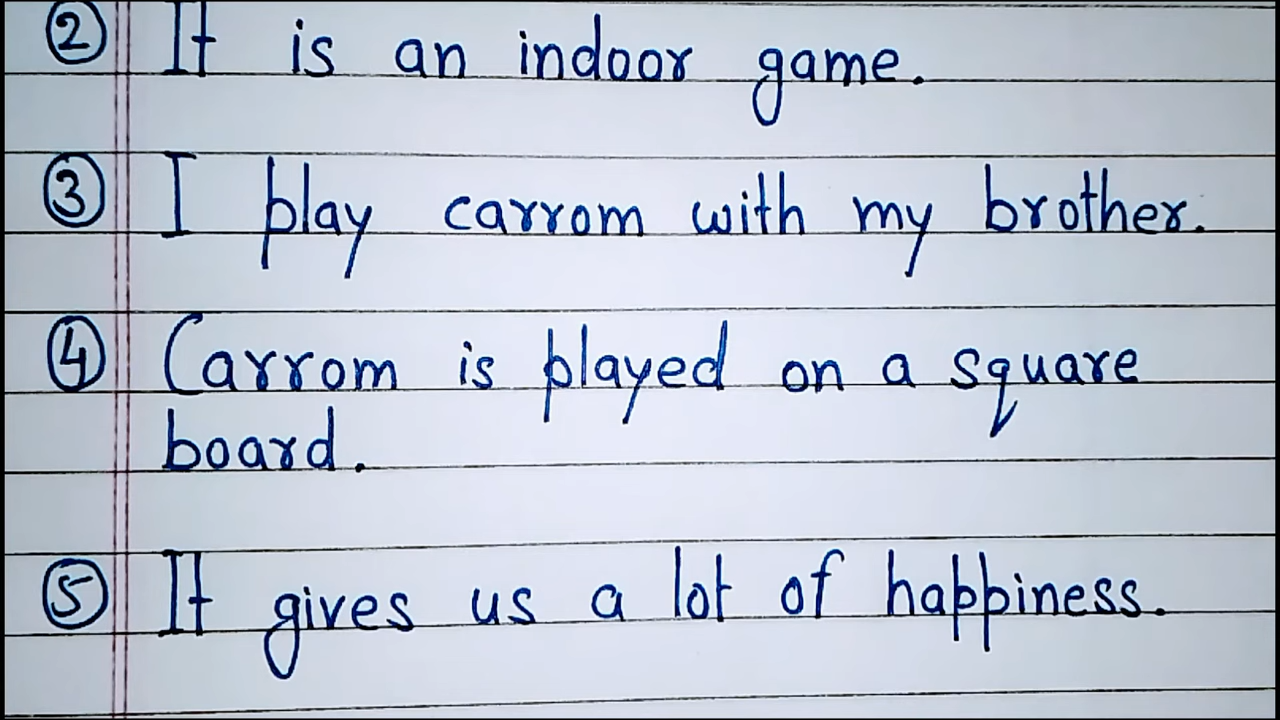 ② It is an indoor game.
③ I play carrom with my brother.
④ Carrom is played on a square
board.
⑤ It gives us a lot of happiness.